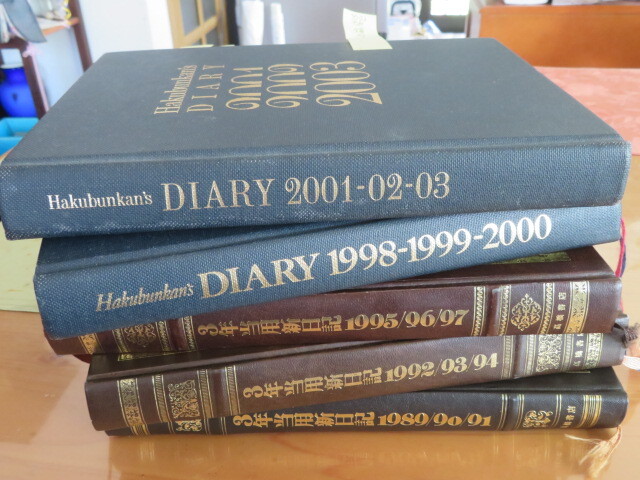 Hakubunkan's
DIARY
2001
2002
2003
Hakubunkan's DIARY 2001-02-03
Hakubunkan's DIARY 1998-1999-2000
3年当用新日記 1995/96/97
3年当用新日記 1992/93/94
3年当用新日記 1989/90/91